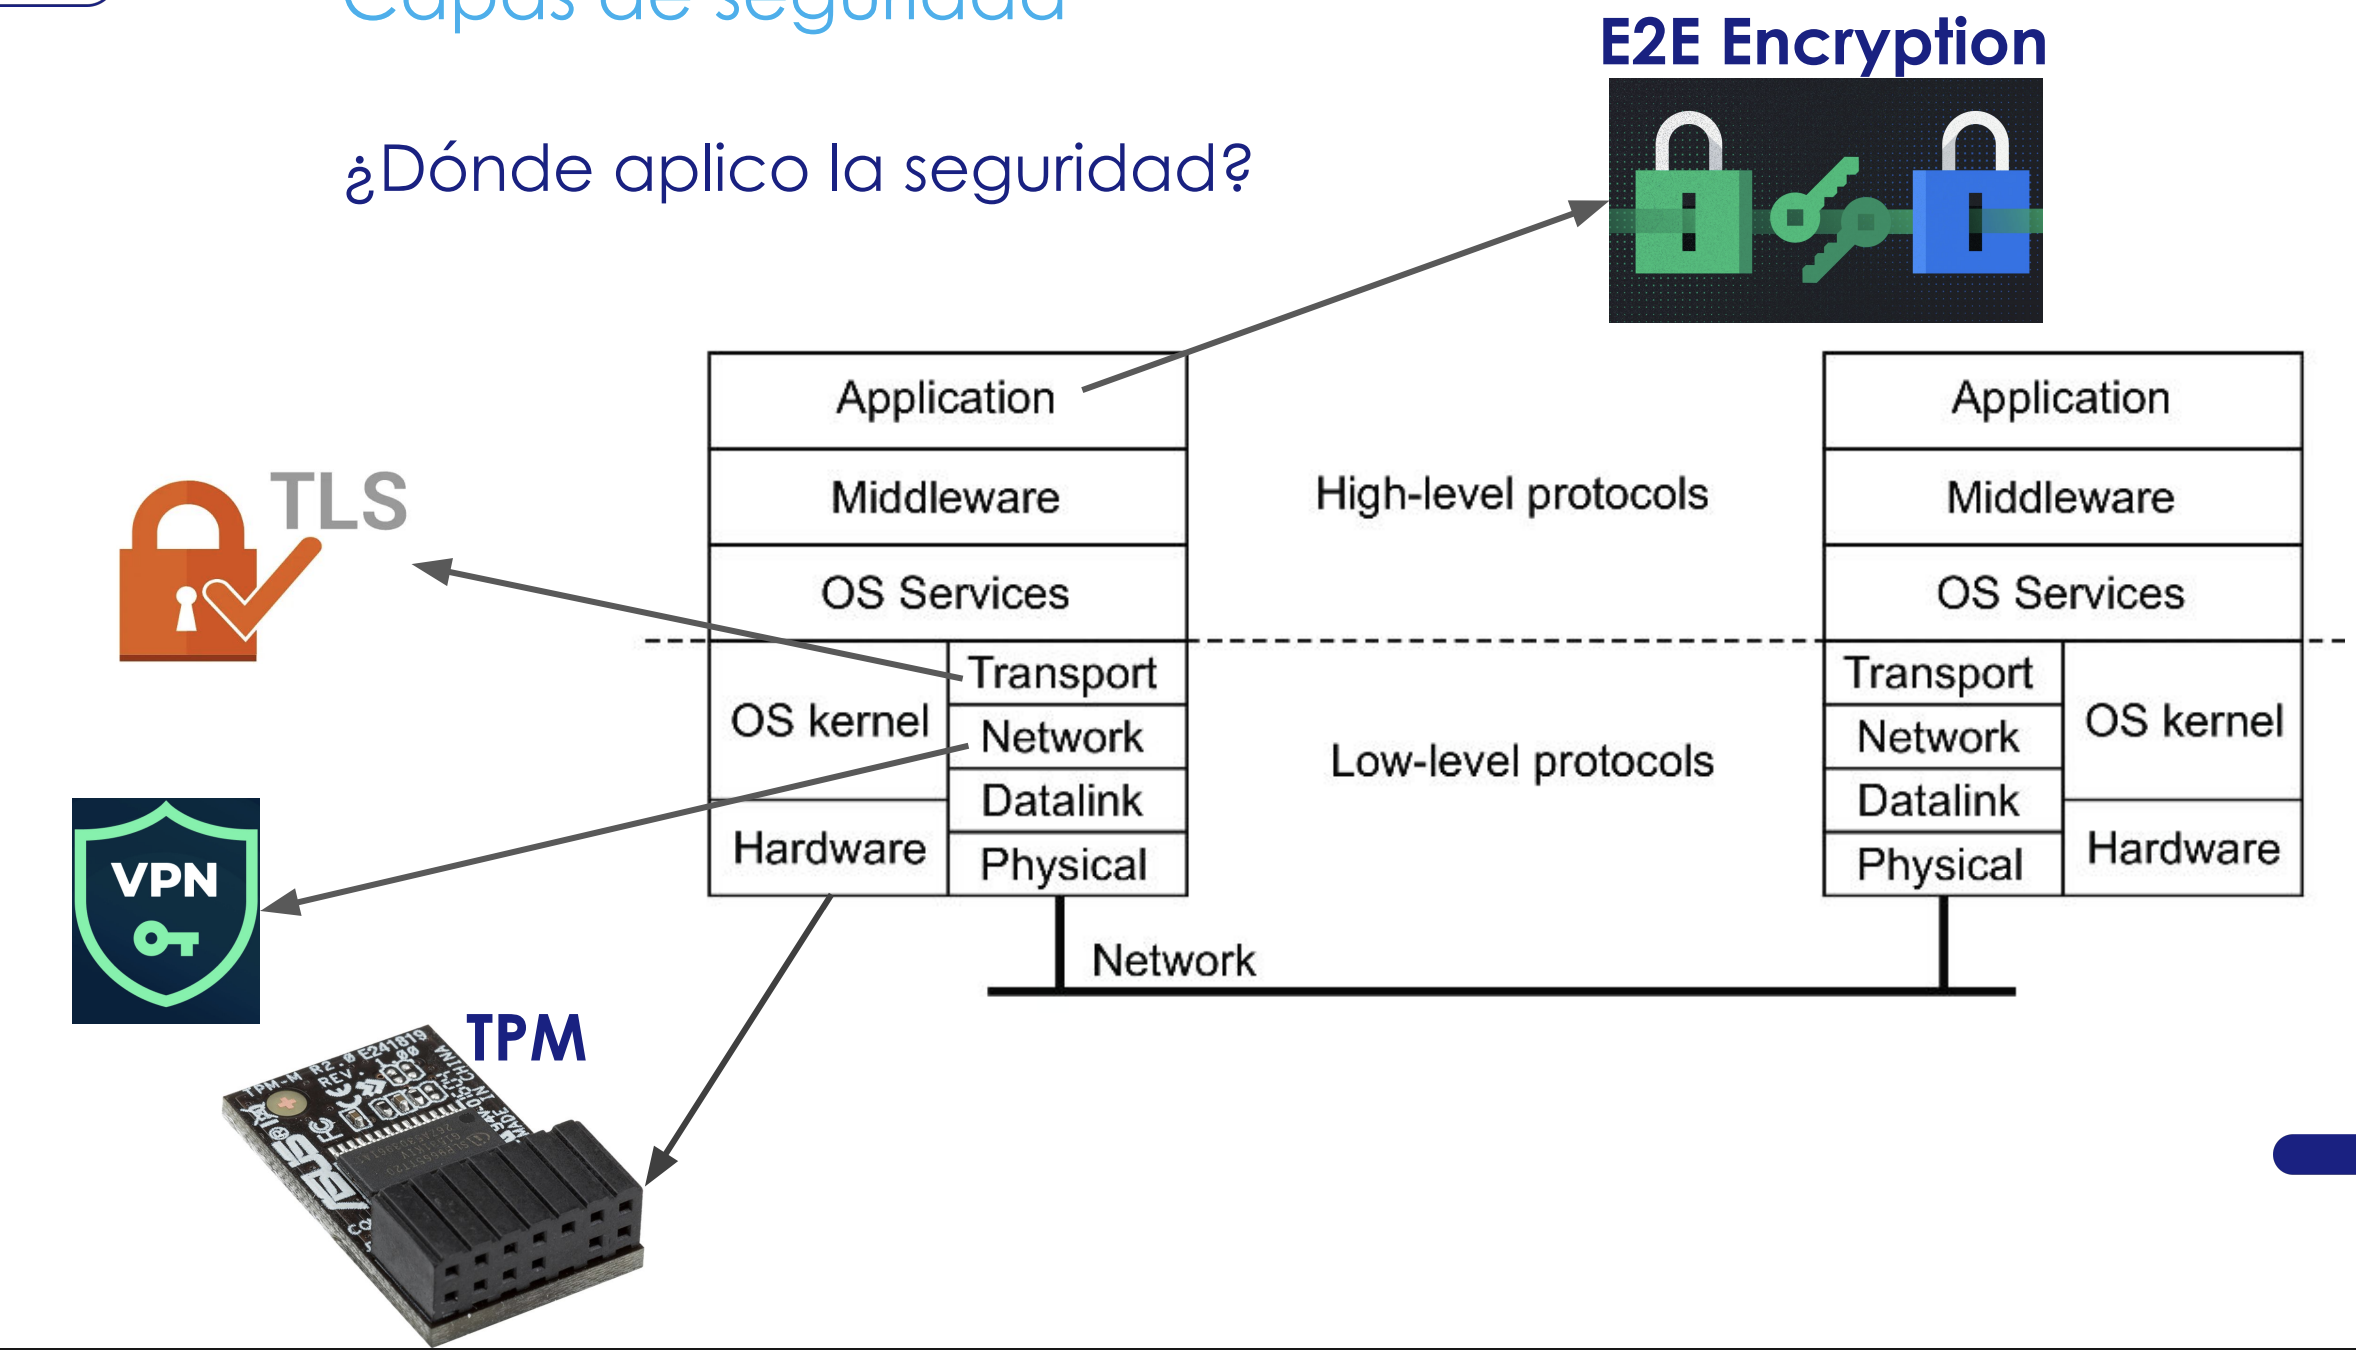 Capas de seguridad
E2E Encryption
¿Dónde aplico la seguridad?
TLS
VPN
TPM
Application
Middleware
OS Services
OS kernel
Hardware
Transport
Network
Datalink
Physical
High-level protocols
Low-level protocols
Network
Application
Middleware
OS Services
Transport
Network
Datalink
Physical
OS kernel
Hardware
TPM-M R2.0 E241819
REV. 1.00
MADE IN CHINA
ASUS